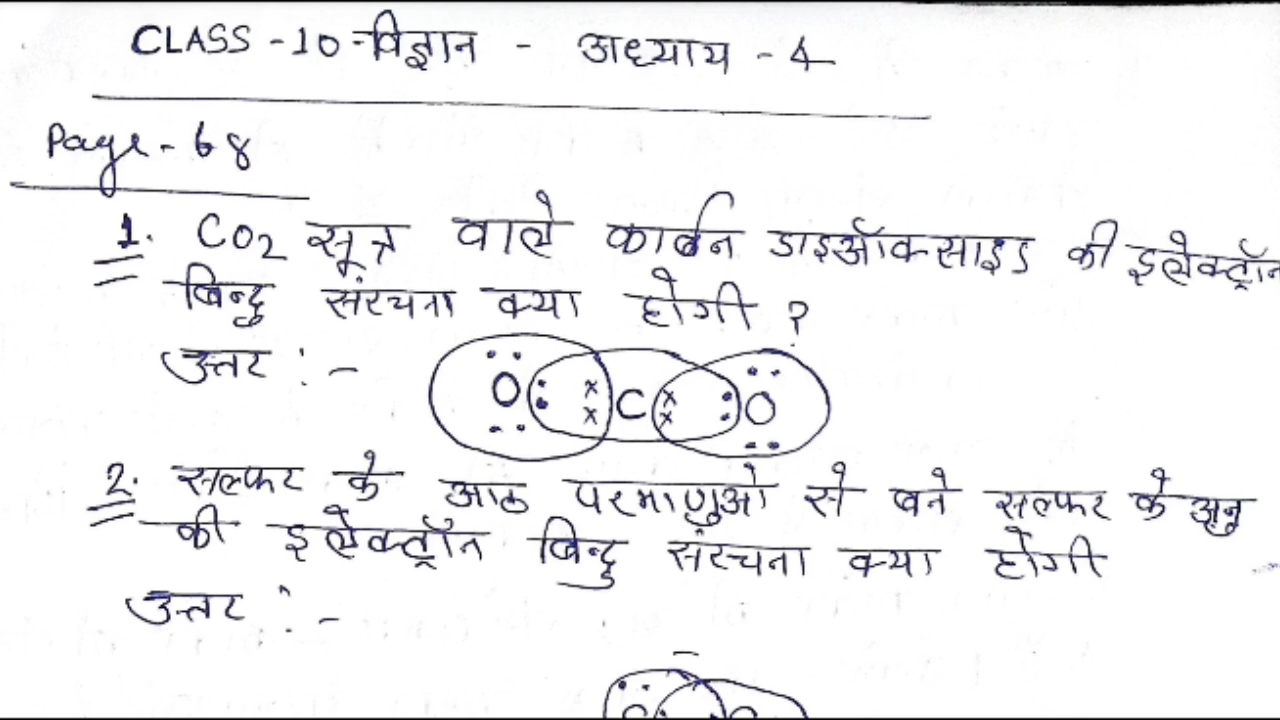 CLASS - 10 - विज्ञान - अध्याय - 4
Page - 68
1. CO2 सूत्र वाले कार्बन डाइऑक्साइड की इलेक्ट्रॉन
बिन्दु संरचना क्या होगी ?
उत्तर : -
O C O
2. सल्फर के आठ परमाणुओ से बने सल्फर के अनु
की इलेक्ट्रॉन बिन्दु संरचना क्या होगी
उत्तर : -